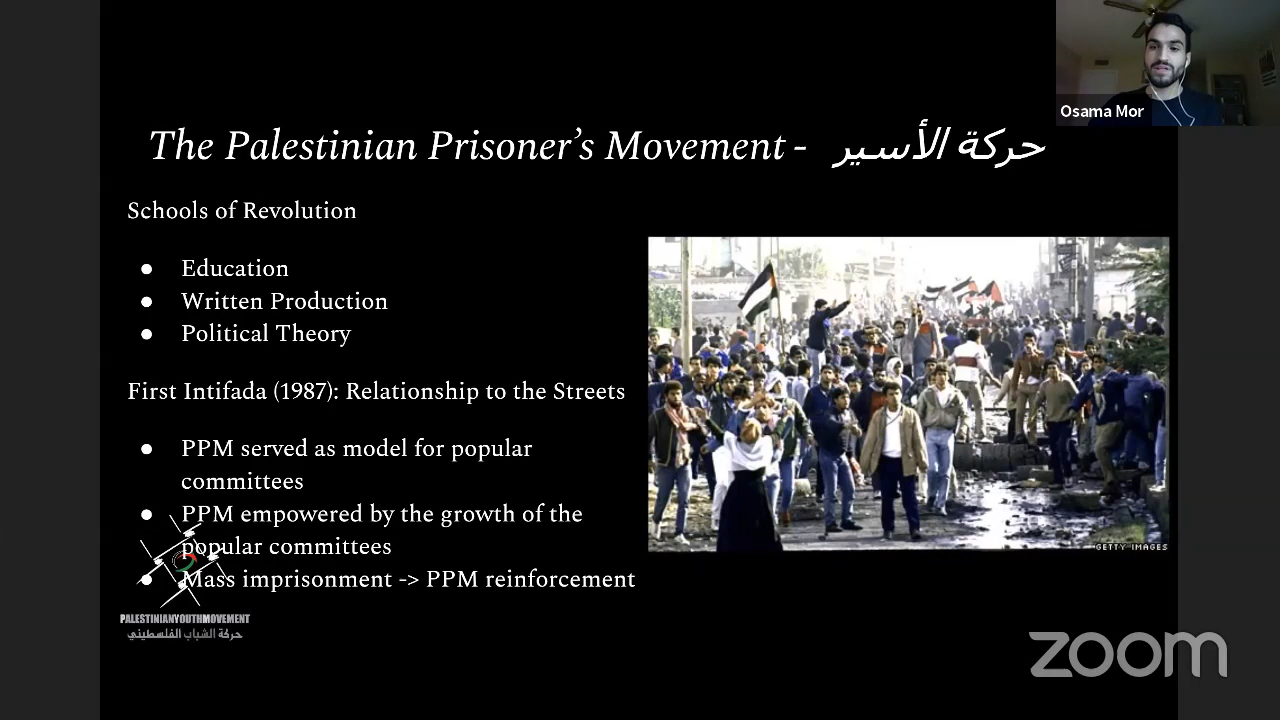 Osama Mor
The Palestinian Prisoner’s Movement - حركة الأسير
Schools of Revolution
● Education
● Written Production
● Political Theory
First Intifada (1987): Relationship to the Streets
● PPM served as model for popular
committees
● PPM empowered by the growth of the
popular committees
● Mass imprisonment -> PPM reinforcement
GETTY IMAGES
PALESTINIANYOUTHMOVEMENT
حركة الشباب الفلسطيني
zoom